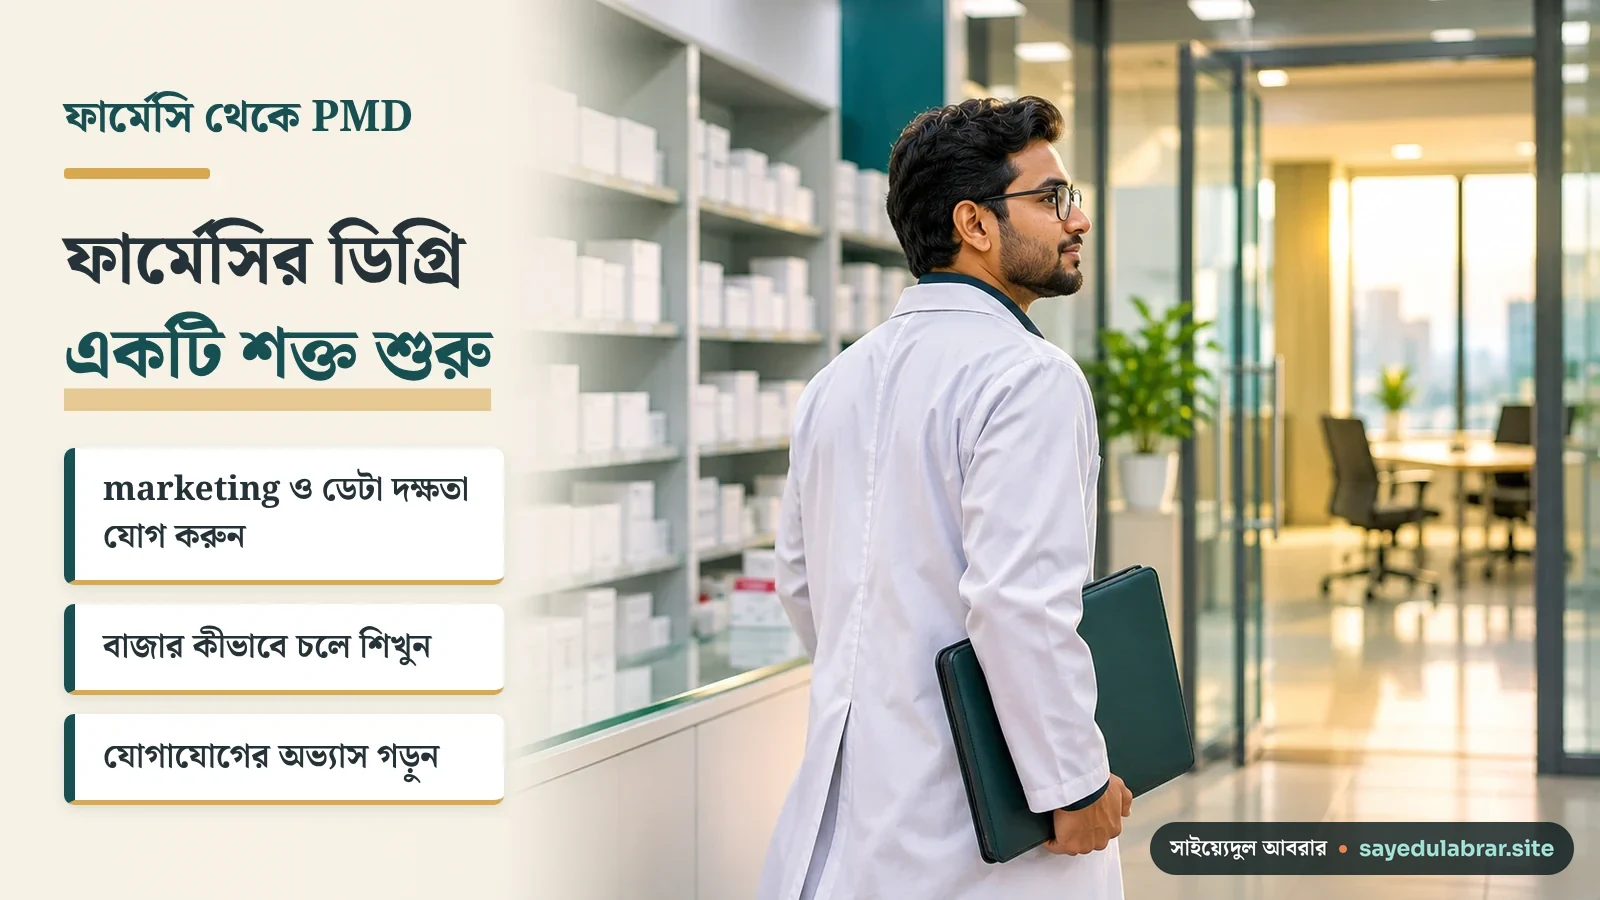 ফার্মেসি থেকে PMD
ফার্মেসির ডিগ্রি
একটি শক্ত শুরু
marketing ও ডেটা দক্ষতা
যোগ করুন
বাজার কীভাবে চলে শিখুন
যোগাযোগের অভ্যাস গড়ুন
সাইয়্যেদুল আবরার • sayedulabrar.site